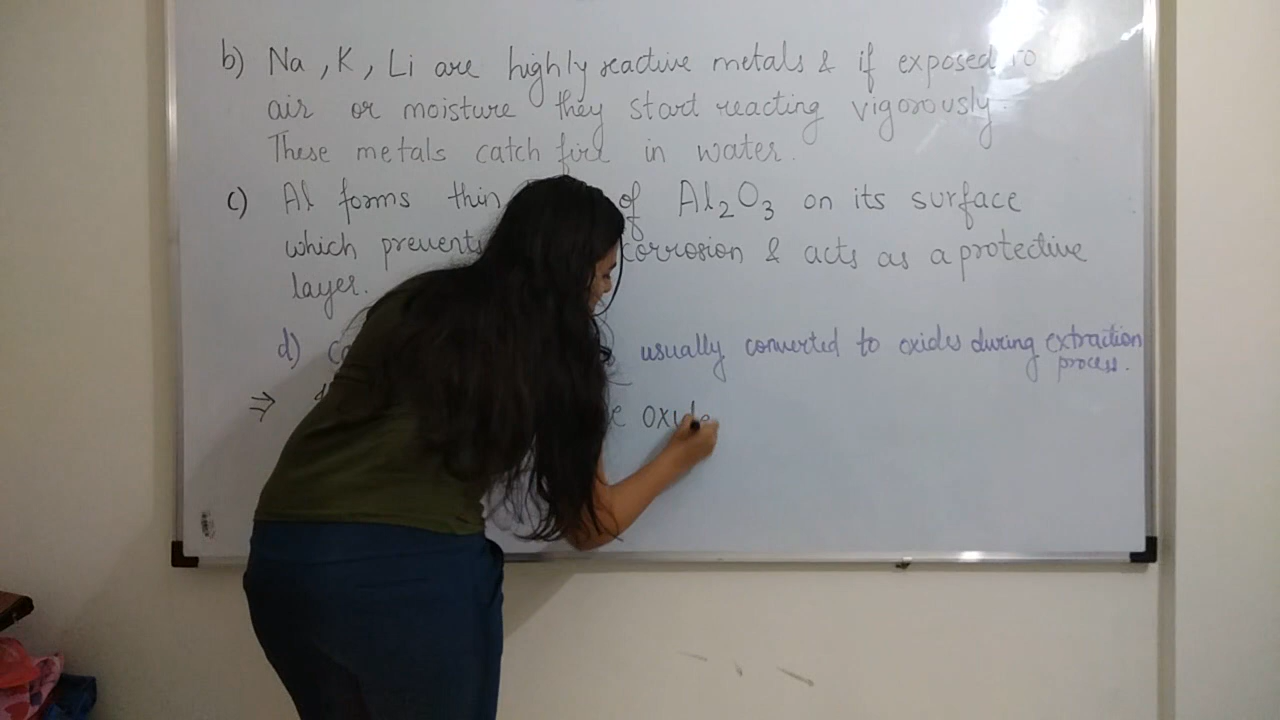 b) Na, K, Li are highly reactive metals & if exposed to
air or moisture they start reacting vigorously.
These metals catch fire in water.
c) Al forms thin of Al2O3 on its surface
which prevents corrosion & acts as a protective
layer.
d) usually converted to oxides during extraction
process.
⇒ oxide